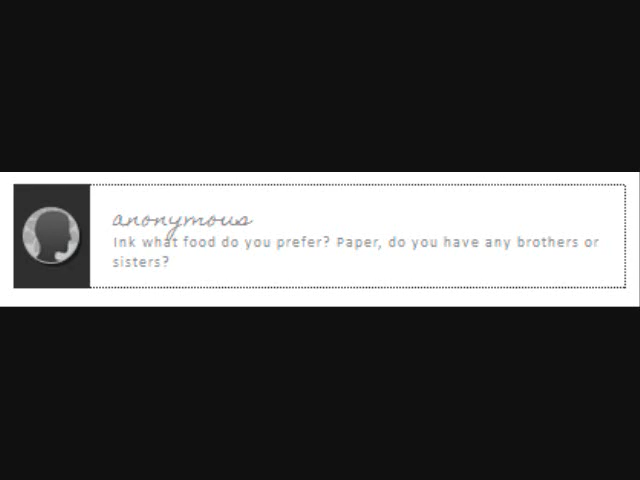 anonymous
Ink what food do you prefer? Paper, do you have any brothers or
sisters?